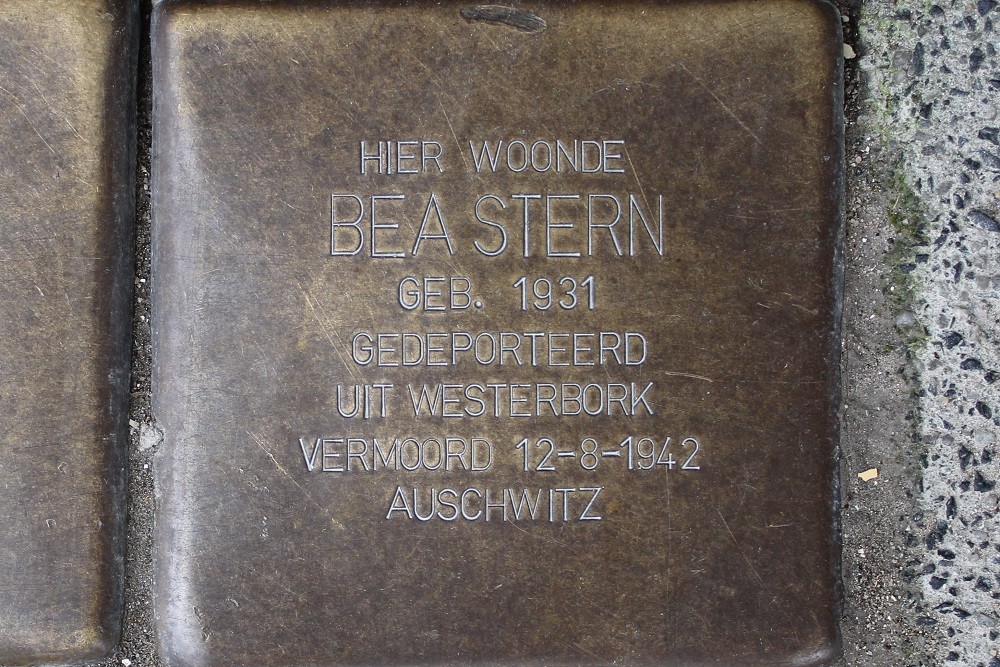 HIER WOONDE
BEA STERN
GEB. 1931
GEDEPORTEERD
UIT WESTERBORK
VERMOORD 12-8-1942
AUSCHWITZ